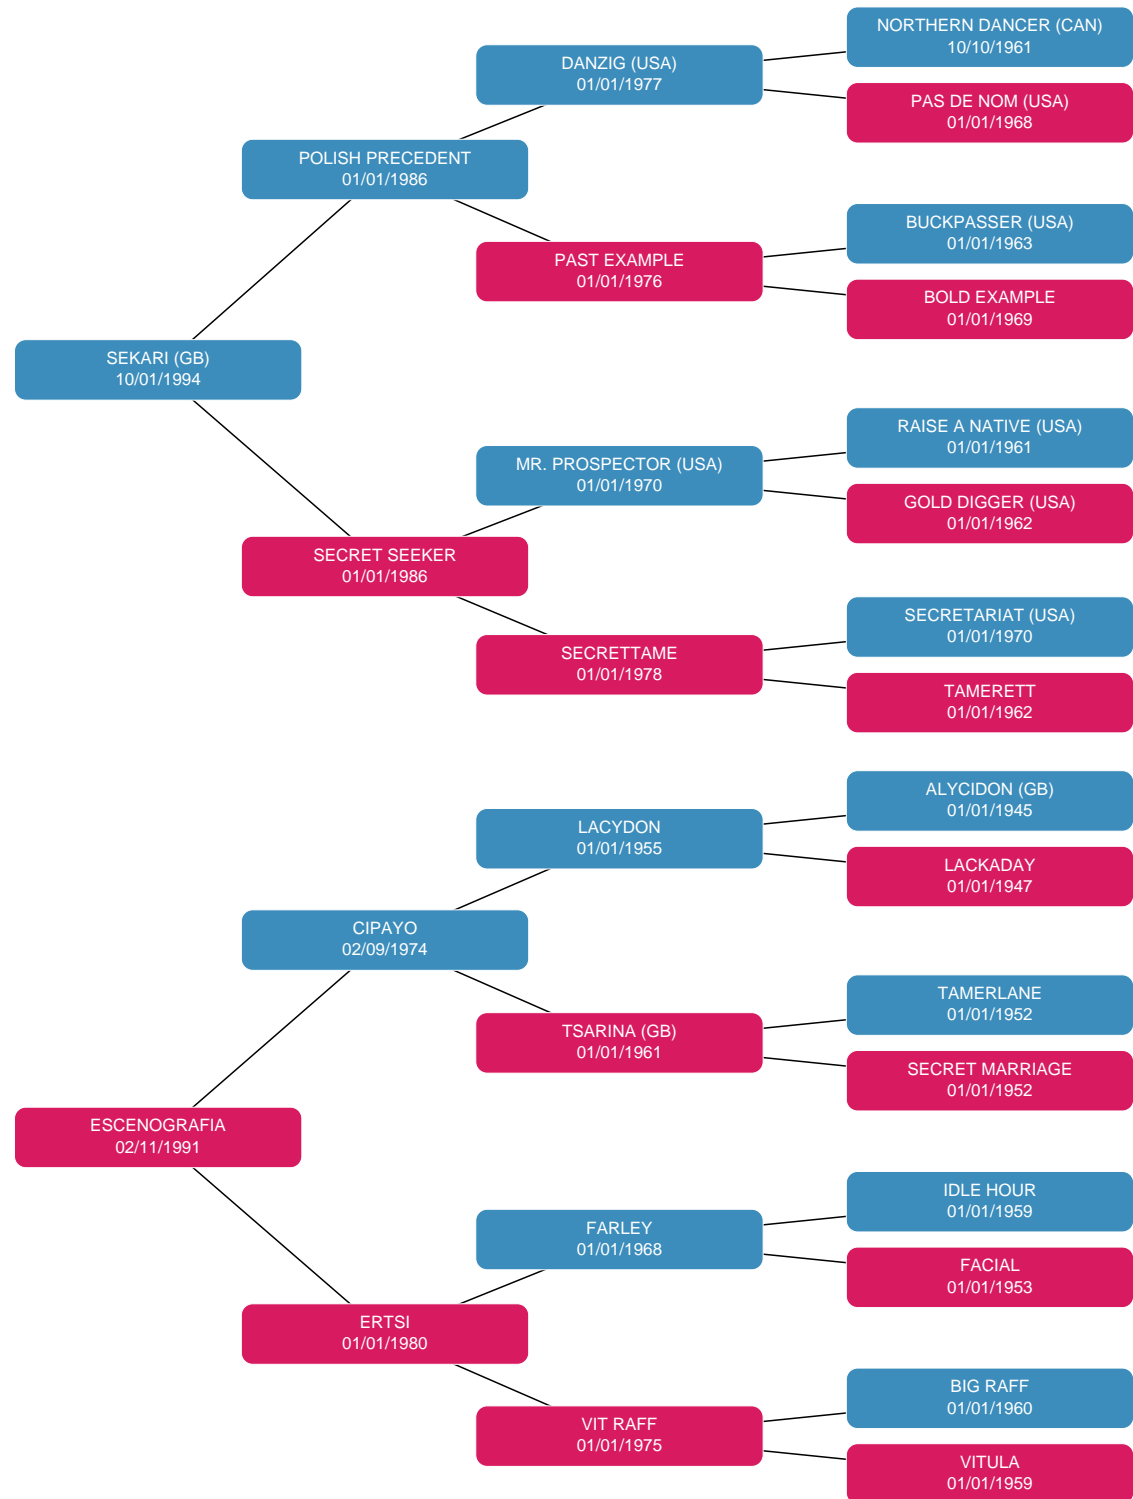 NORTHERN DANCER (CAN)
10/10/1961
DANZIG (USA)
01/01/1977
PAS DE NOM (USA)
01/01/1968
POLISH PRECEDENT
01/01/1986
BUCKPASSER (USA)
01/01/1963
PAST EXAMPLE
01/01/1976
BOLD EXAMPLE
01/01/1969
SEKARI (GB)
10/01/1994
RAISE A NATIVE (USA)
01/01/1961
MR. PROSPECTOR (USA)
01/01/1970
GOLD DIGGER (USA)
01/01/1962
SECRET SEEKER
01/01/1986
SECRETARIAT (USA)
01/01/1970
SECRETTAME
01/01/1978
TAMERETT
01/01/1962
ALYCIDON (GB)
01/01/1945
LACYDON
01/01/1955
LACKADAY
01/01/1947
CIPAYO
02/09/1974
TAMERLANE
01/01/1952
TSARINA (GB)
01/01/1961
SECRET MARRIAGE
01/01/1952
ESCENOGRAFIA
02/11/1991
IDLE HOUR
01/01/1959
FARLEY
01/01/1968
FACIAL
01/01/1953
ERTSI
01/01/1980
BIG RAFF
01/01/1960
VIT RAFF
01/01/1975
VITULA
01/01/1959